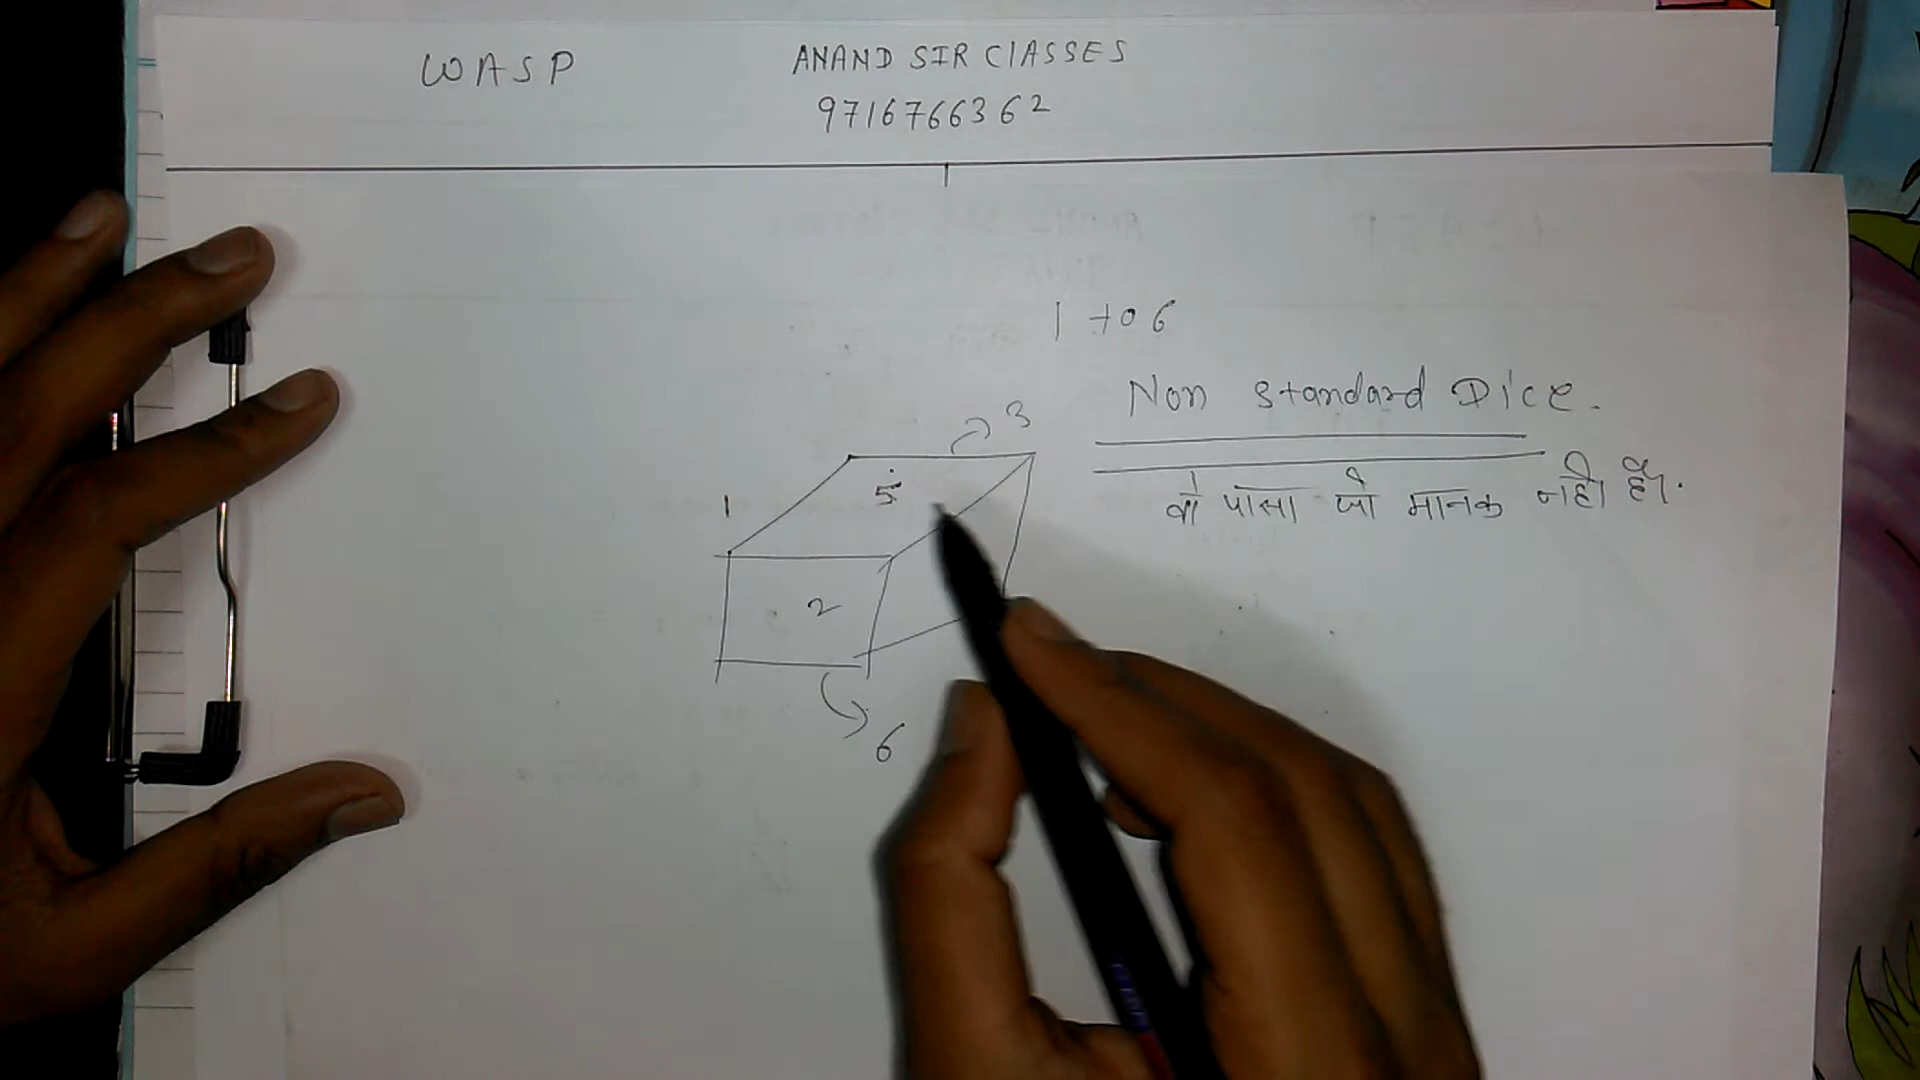 WASP
ANAND SIR CLASSES
9716766362
1 to 6
Non standard Dice.
वो पासा जो मानक नही है।.
3
5
1
2
6